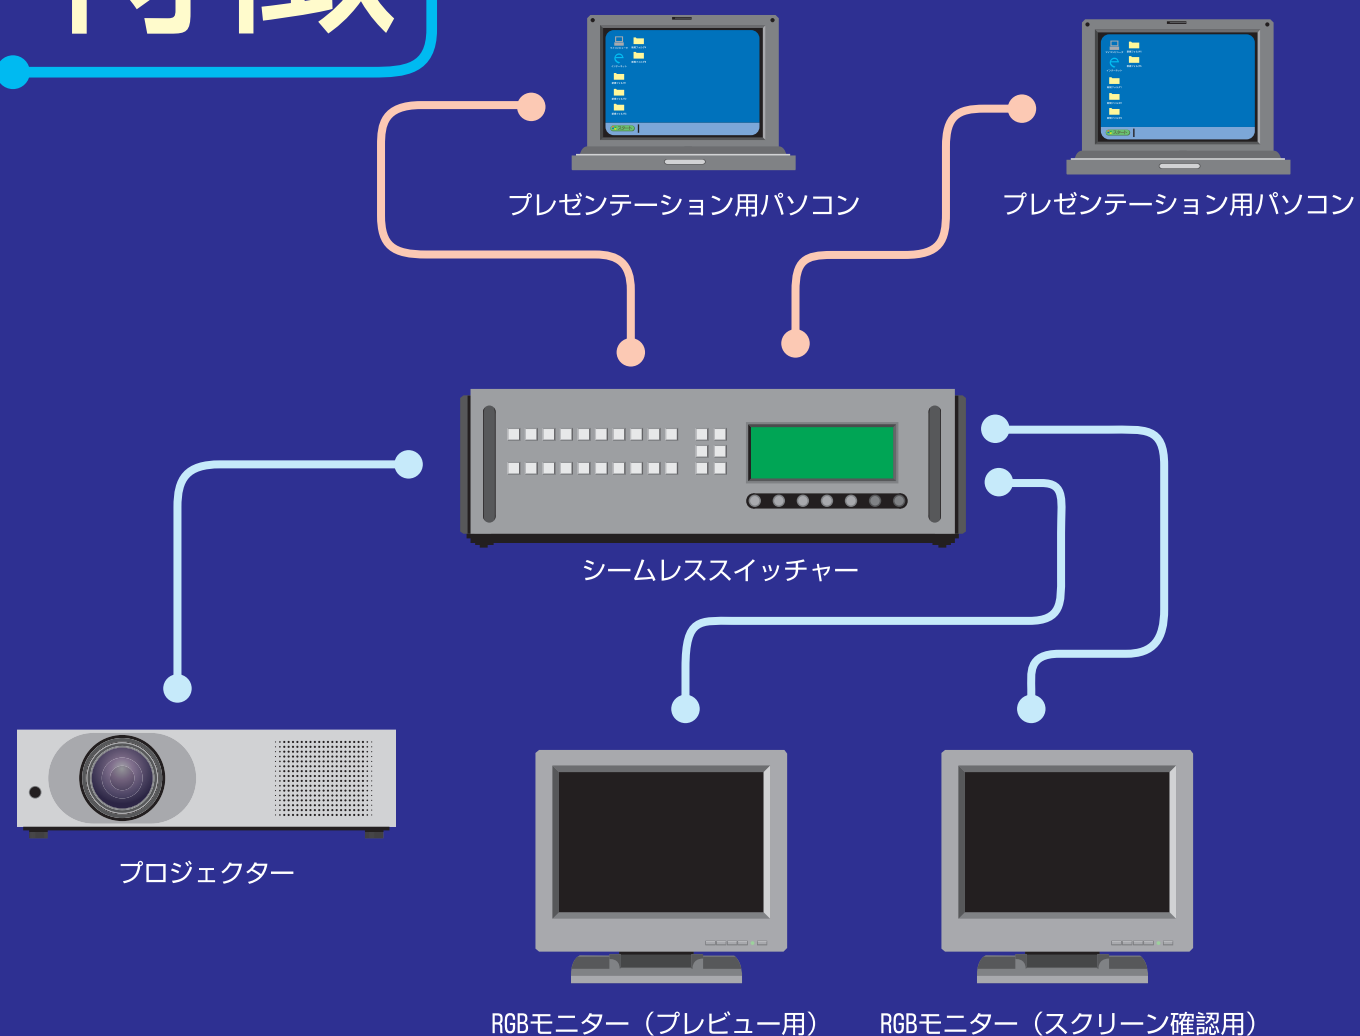 特徴
プレゼンテーション用パソコン
プレゼンテーション用パソコン
シームレススイッチャー
プロジェクター
RGBモニター（プレビュー用）
RGBモニター（スクリーン確認用）